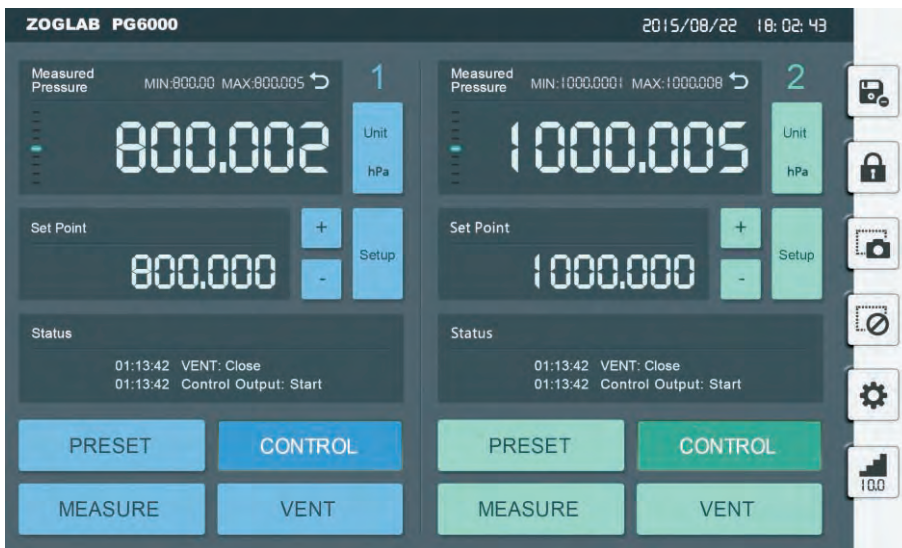 ZOGLAB PG6000
2015/08/22 18:02:43
Measured
Pressure
MIN:800.00 MAX:800.005
1
800.002
Unit
hPa
Set Point
800.000
+
-
Setup
Status
01:13:42 VENT: Close
01:13:42 Control Output: Start
PRESET
CONTROL
MEASURE
VENT
Measured
Pressure
MIN:1000.0001 MAX:1000.008
2
1000.005
Unit
hPa
Set Point
1000.000
+
-
Setup
Status
01:13:42 VENT: Close
01:13:42 Control Output: Start
PRESET
CONTROL
MEASURE
VENT
10.0